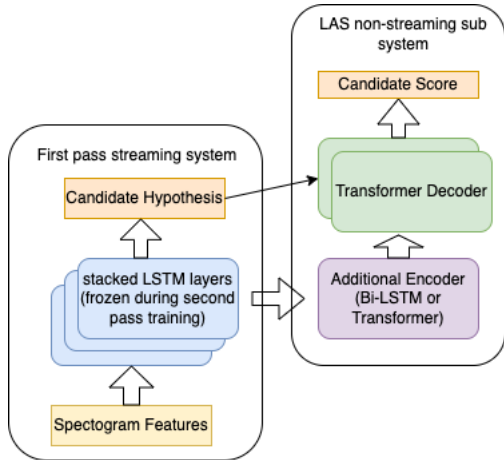 LAS non-streaming sub
system
Candidate Score
Transformer Decoder
Additional Encoder
(Bi-LSTM or
Transformer)
First pass streaming system
Candidate Hypothesis
stacked LSTM layers
(frozen during second
pass training)
Spectogram Features